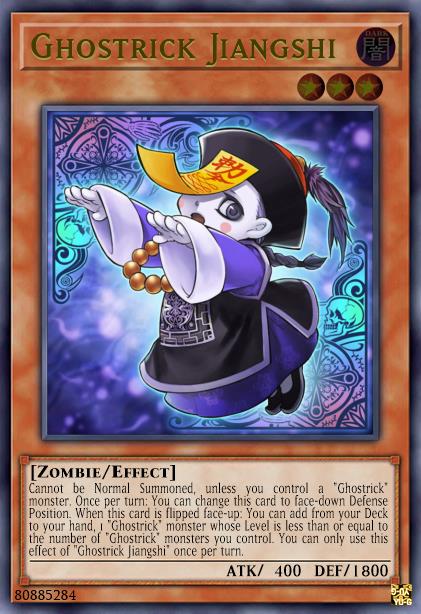 Ghostrick Jiangshi
DARK
闇
勅令
[Zombie/Effect]
Cannot be Normal Summoned, unless you control a "Ghostrick"
monster. Once per turn: You can change this card to face-down Defense
Position. When this card is flipped face-up: You can add from your Deck
to your hand, 1 "Ghostrick" monster whose Level is less than or equal to
the number of "Ghostrick" monsters you control. You can only use this
effect of "Ghostrick Jiangshi" once per turn.
ATK/ 400 DEF/1800
80885284